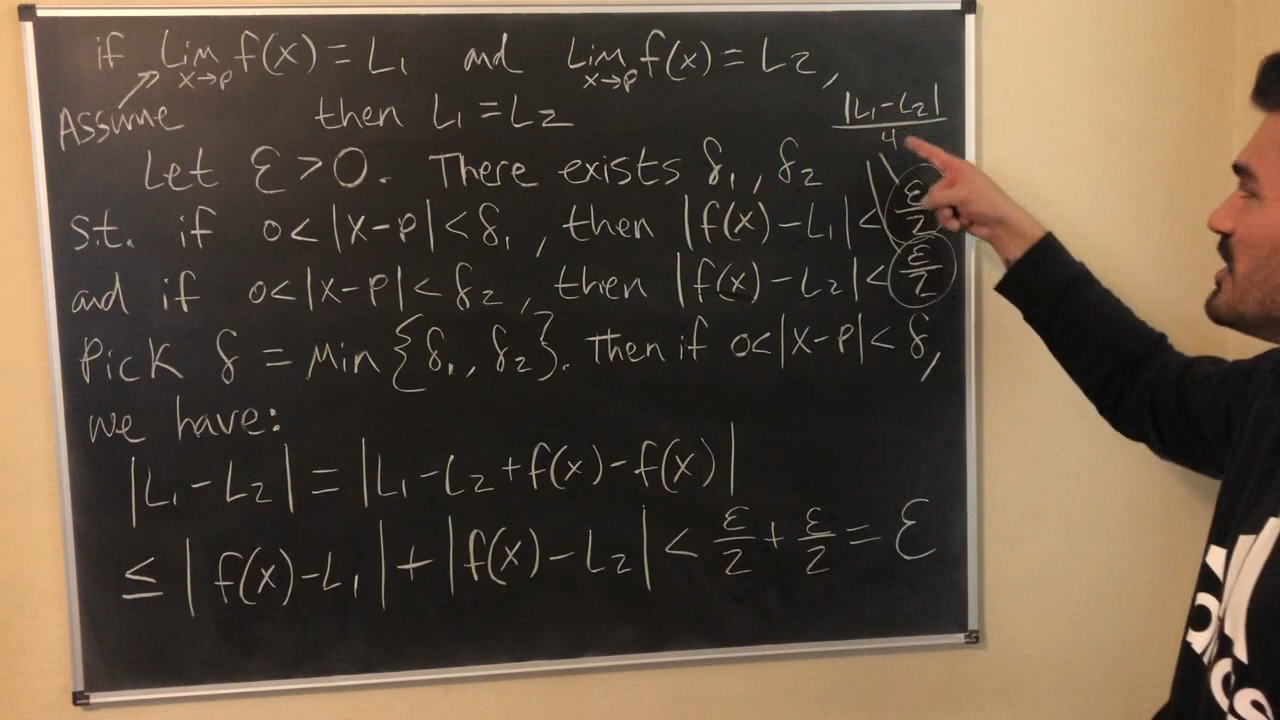 if Lim x→p f(x) = L₁ and Lim x→p f(x) = L₂,
Assume then L₁ = L₂
|L₁-L₂|/4
Let ε > 0. There exists δ₁, δ₂
s.t. if 0<|x-p|<δ₁, then |f(x)-L₁| < ε/2
and if 0<|x-p|<δ₂, then |f(x)-L₂| < ε/2
Pick δ = Min{δ₁, δ₂}. Then if 0<|x-p|<δ,
we have:
|L₁-L₂| = |L₁-L₂+f(x)-f(x)|
≤ |f(x)-L₁| + |f(x)-L₂| < ε/2 + ε/2 = ε